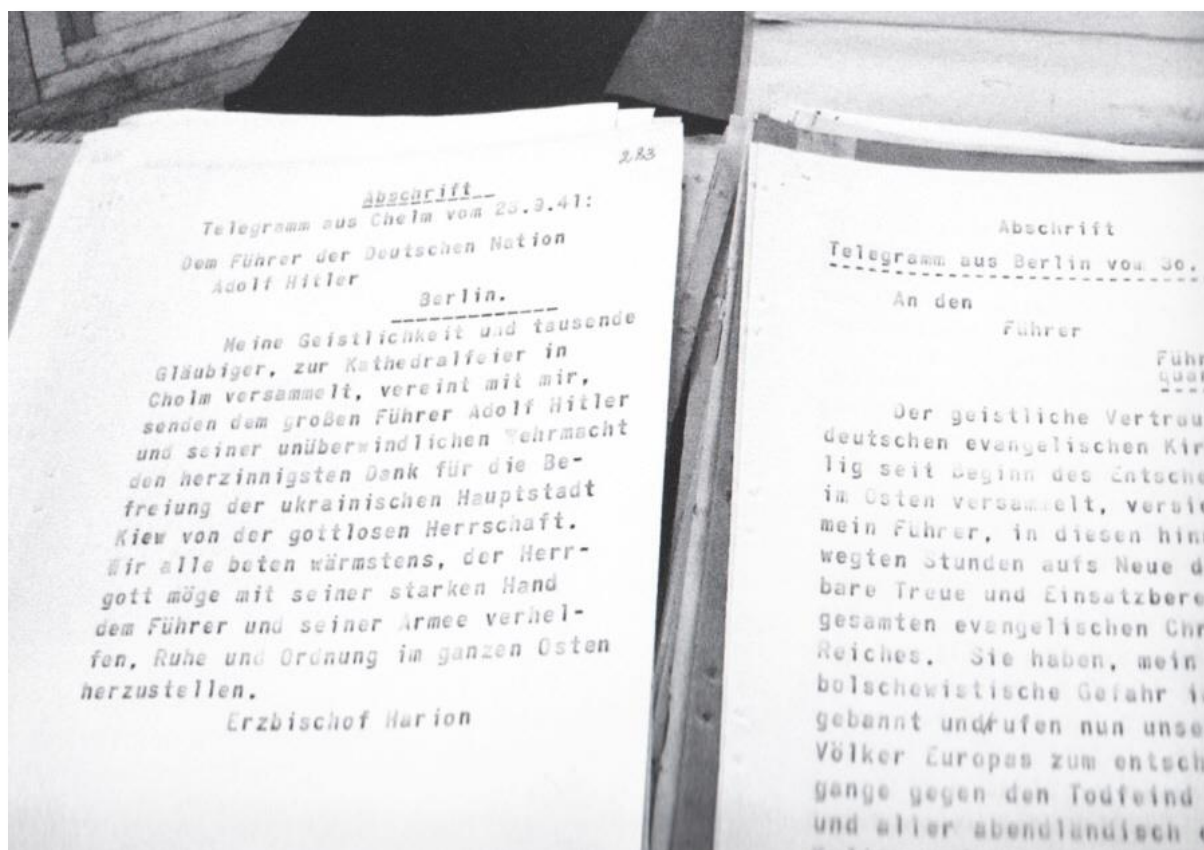 283
Abschrift
Telegramm aus Chelm vom 23.9.41:
Dem Führer der Deutschen Nation
Adolf Hitler
Berlin.
Meine Geistlichkeit und tausende
Gläubiger, zur Kathedralfeier in
Cholm versammelt, vereint mit mir,
senden dem großen Führer Adolf Hitler
und seiner unüberwindlichen Wehrmacht
den herzinnigsten Dank für die Be-
freiung der ukrainischen Hauptstadt
Kiew von der gottlosen Herrschaft.
Wir alle beten wärmstens, der Herr-
gott möge mit seiner starken Hand
dem Führer und seiner Armee verhel-
fen, Ruhe und Ordnung im ganzen Osten
herzustellen.
Erzbischof Harion
Abschrift
Telegramm aus Berlin vom 30.
An den
Führer
Führ
quar
Der geistliche Vertrau
deutschen evangelischen Kir
lig seit Beginn des Entsche
im Osten versammelt, versic
mein Führer, in diesen hinr
wegten Stunden aufs Neue d
bare Treue und Einsatzbere
gesamten evangelischen Chr
Reiches. Sie haben, mein
bolschewistische Gefahr i
gebannt und rufen nun unse
Völker Europas zum entsch
gange gegen den Todfeind
und aller abendländisch